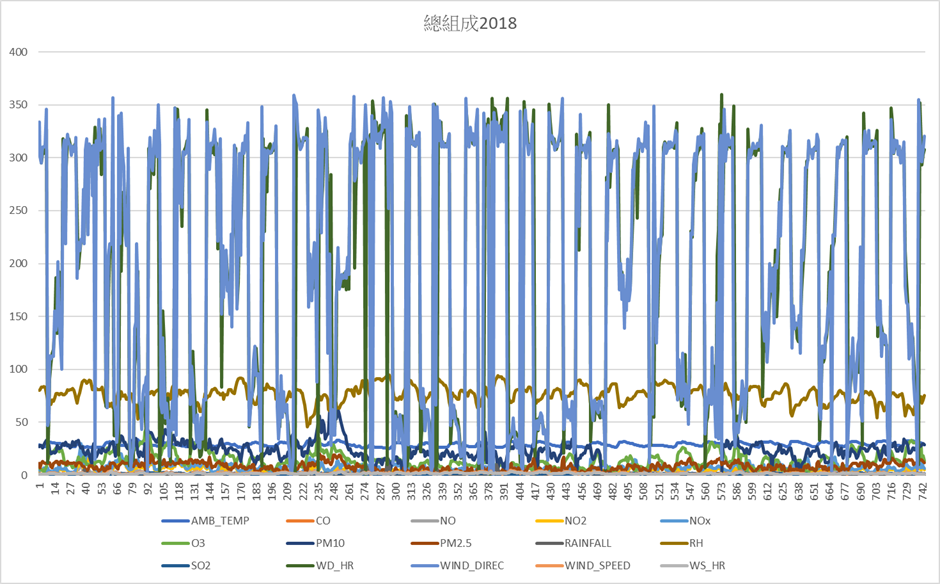 總組成2018
400
350
300
250
200
150
100
50
0
1 14 27 40 53 66 79 92 105 118 131 144 157 170 183 196 209 222 235 248 261 274 287 300 313 326 339 352 365 378 391 404 417 430 443 456 469 482 495 508 521 534 547 560 573 586 599 612 625 638 651 664 677 690 703 716 729 742
AMB_TEMP CO NO NO2 NOx
O3 PM10 PM2.5 RAINFALL RH
SO2 WD_HR WIND_DIREC WIND_SPEED WS_HR